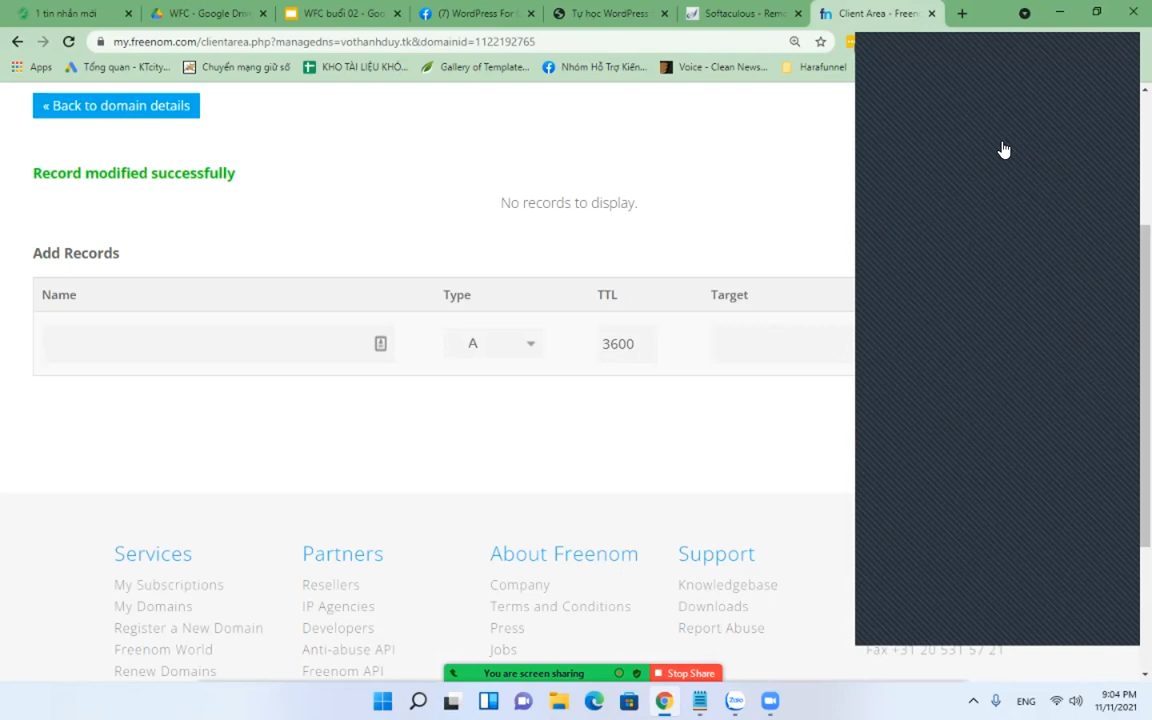 1 tin nhắn mới
WFC - Google Driv
WFC buổi 02 - Goo
(7) WordPress For
Tự học WordPress
Softaculous - Remo
Client Area - Freen
my.freenom.com/clientarea.php?managedns=vothanhduy.tk&domainid=1122192765
Apps
Tổng quan - KTcity...
Chuyển mạng giữ số
KHO TÀI LIỆU KHÓ...
Gallery of Template...
Nhóm Hỗ Trợ Kiến...
Voice - Clean News...
Harafunnel
« Back to domain details
Record modified successfully
No records to display.
Add Records
Name Type TTL Target
A 3600
Services Partners About Freenom Support
My Subscriptions Resellers Company Knowledgebase
My Domains IP Agencies Terms and Conditions Downloads
Register a New Domain Developers Press Report Abuse
Freenom World Anti-abuse API Jobs Fax +31 20 531 57 21
Renew Domains Freenom API
You are screen sharing Stop Share
ENG
9:04 PM
11/11/2021